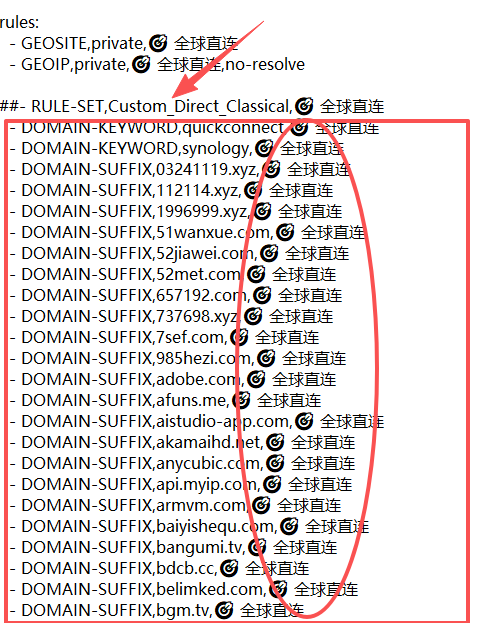 rules:
- GEOSITE,private,🎯 全球直连
- GEOIP,private,🎯 全球直连,no-resolve
##- RULE-SET,Custom_Direct_Classical,🎯 全球直连
- DOMAIN-KEYWORD,quickconnect,🎯 全球直连
- DOMAIN-KEYWORD,synology,🎯 全球直连
- DOMAIN-SUFFIX,03241119.xyz,🎯 全球直连
- DOMAIN-SUFFIX,112114.xyz,🎯 全球直连
- DOMAIN-SUFFIX,1996999.xyz,🎯 全球直连
- DOMAIN-SUFFIX,51wanxue.com,🎯 全球直连
- DOMAIN-SUFFIX,52jiawei.com,🎯 全球直连
- DOMAIN-SUFFIX,52met.com,🎯 全球直连
- DOMAIN-SUFFIX,657192.com,🎯 全球直连
- DOMAIN-SUFFIX,737698.xyz,🎯 全球直连
- DOMAIN-SUFFIX,7sef.com,🎯 全球直连
- DOMAIN-SUFFIX,985hezi.com,🎯 全球直连
- DOMAIN-SUFFIX,adobe.com,🎯 全球直连
- DOMAIN-SUFFIX,afuns.me,🎯 全球直连
- DOMAIN-SUFFIX,aistudio-app.com,🎯 全球直连
- DOMAIN-SUFFIX,akamaihd.net,🎯 全球直连
- DOMAIN-SUFFIX,anycubic.com,🎯 全球直连
- DOMAIN-SUFFIX,api.myip.com,🎯 全球直连
- DOMAIN-SUFFIX,armvm.com,🎯 全球直连
- DOMAIN-SUFFIX,baiyishequ.com,🎯 全球直连
- DOMAIN-SUFFIX,bangumi.tv,🎯 全球直连
- DOMAIN-SUFFIX,bdcb.cc,🎯 全球直连
- DOMAIN-SUFFIX,belimked.com,🎯 全球直连
- DOMAIN-SUFFIX,bgm.tv,🎯 全球直连